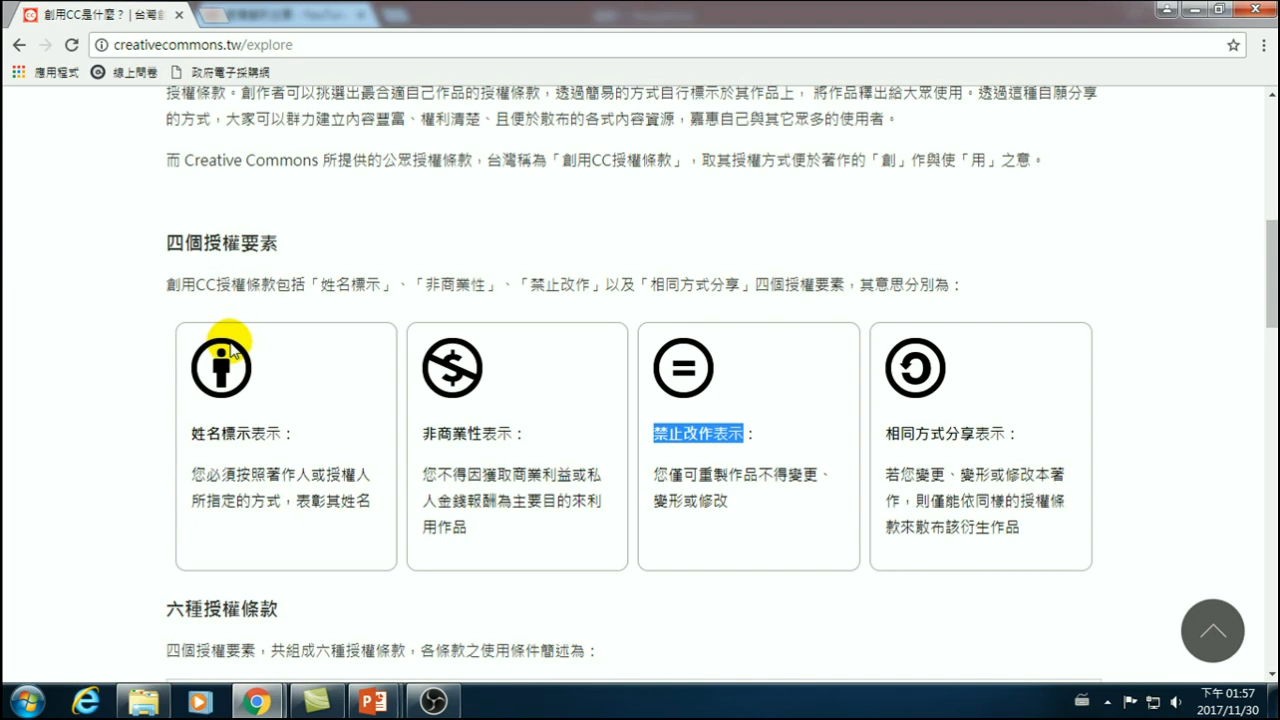 創用CC是什麼？ | 台灣創
creativecommons.tw/explore
應用程式 線上問卷 政府電子採購網
授權條款。創作者可以挑選出最合適自己作品的授權條款，透過簡易的方式自行標示於其作品上， 將作品釋出給大眾使用。透過這種自願分享
的方式，大家可以群力建立內容豐富、權利清楚、且便於散布的各式內容資源，嘉惠自己與其它眾多的使用者。
而 Creative Commons 所提供的公眾授權條款，台灣稱為「創用CC授權條款」，取其授權方式便於著作的「創」作與使「用」之意。
四個授權要素
創用CC授權條款包括「姓名標示」、「非商業性」、「禁止改作」以及「相同方式分享」四個授權要素，其意思分別為：
姓名標示表示：
您必須按照著作人或授權人
所指定的方式，表彰其姓名
非商業性表示：
您不得因獲取商業利益或私
人金錢報酬為主要目的來利
用作品
禁止改作表示：
您僅可重製作品不得變更、
變形或修改
相同方式分享表示：
若您變更、變形或修改本著
作，則僅能依同樣的授權條
款來散布該衍生作品
六種授權條款
四個授權要素，共組成六種授權條款，各條款之使用條件簡述為：
下午 01:57
2017/11/30